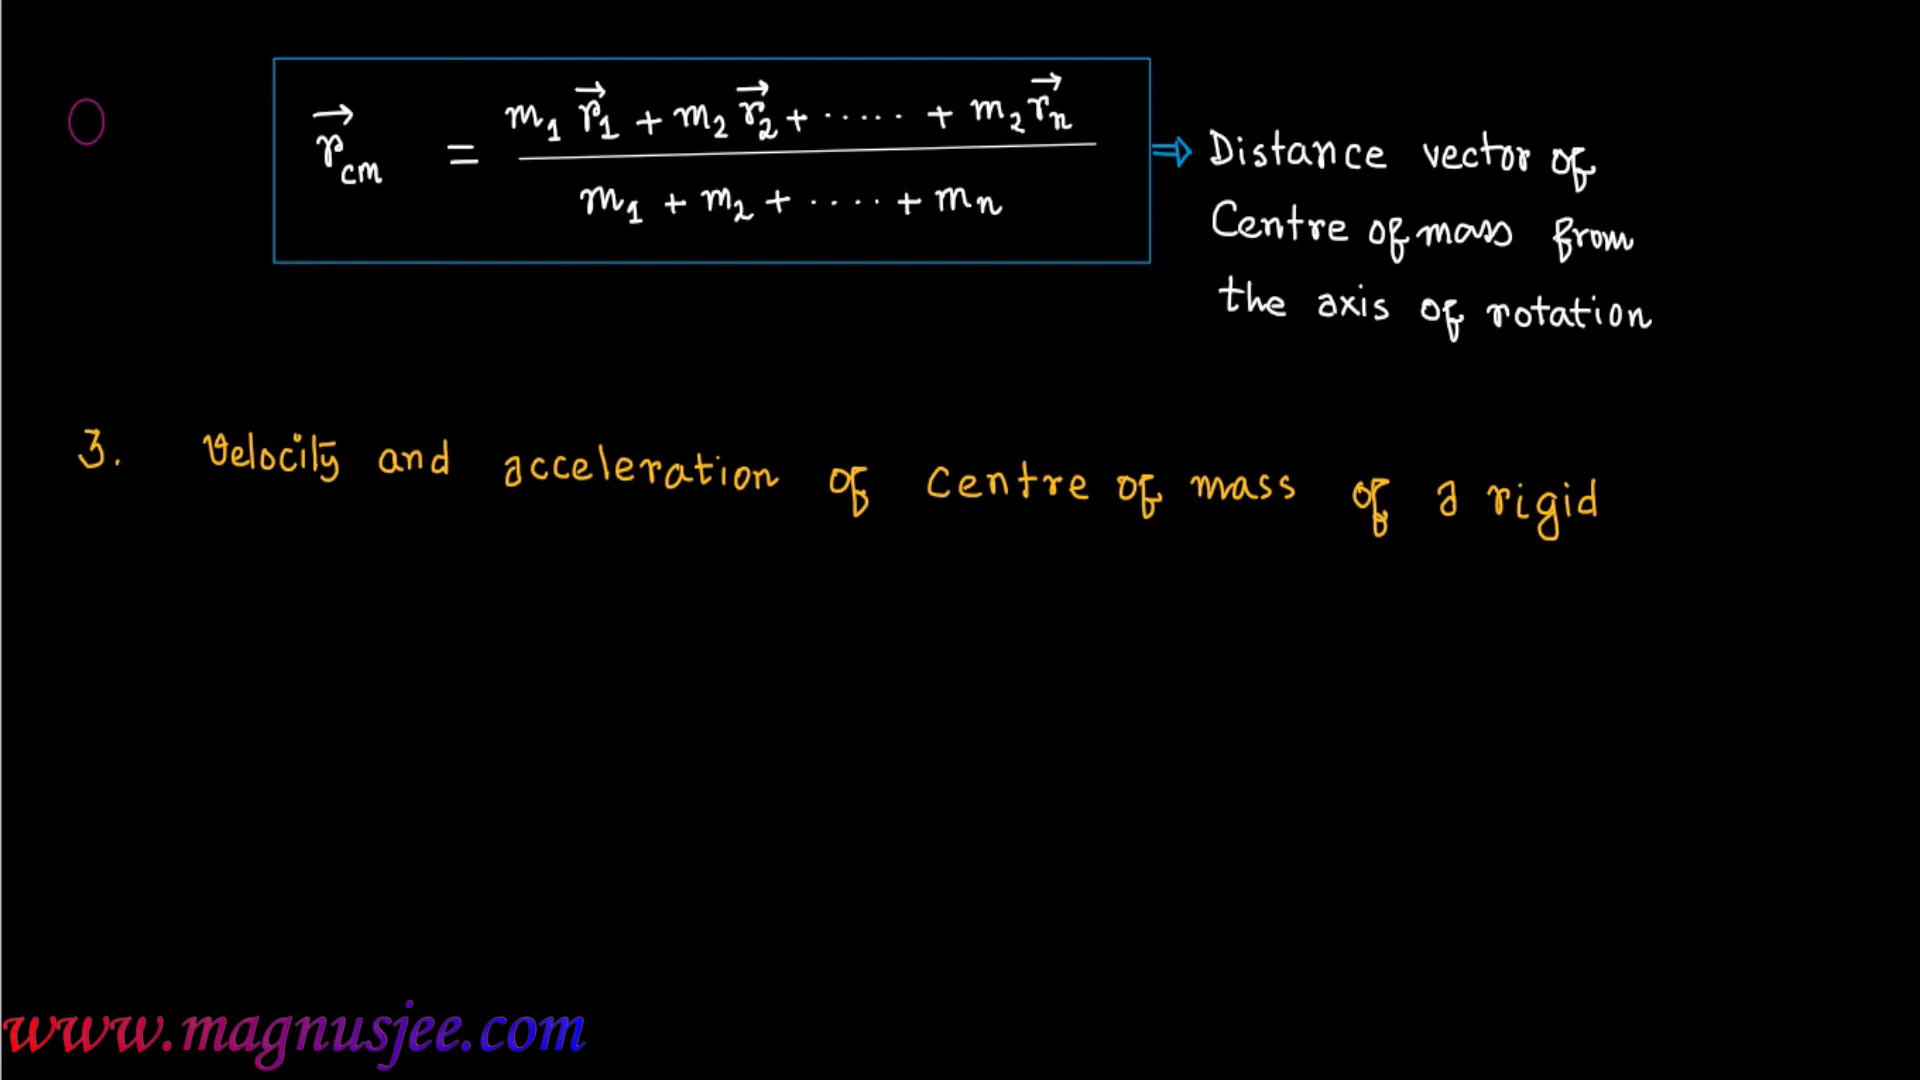 r⃗cm = m1 r⃗1 + m2 r⃗2 + ..... + m2 r⃗n
m1 + m2 + ..... + mn
⇒ Distance vector of
Centre of mass from
the axis of rotation
3. Velocity and acceleration of centre of mass of a rigid
www.magnusjee.com